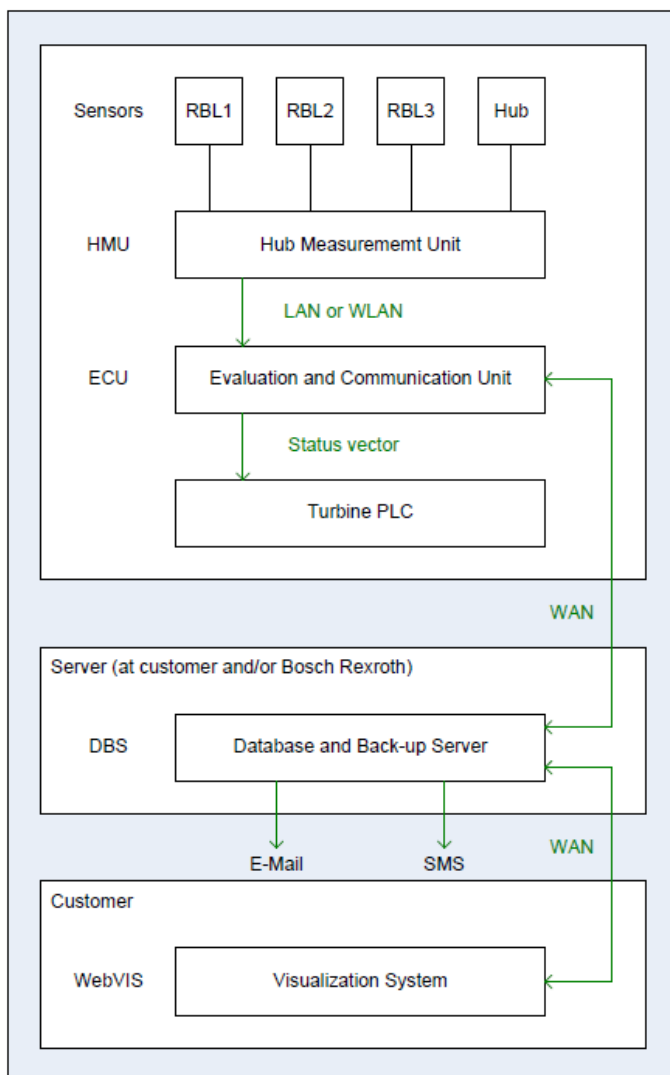 Sensors RBL1 RBL2 RBL3 Hub
HMU Hub Measurememt Unit
LAN or WLAN
ECU Evaluation and Communication Unit
Status vector
Turbine PLC
WAN
Server (at customer and/or Bosch Rexroth)
DBS Database and Back-up Server
WAN
E-Mail SMS
Customer
WebVIS Visualization System